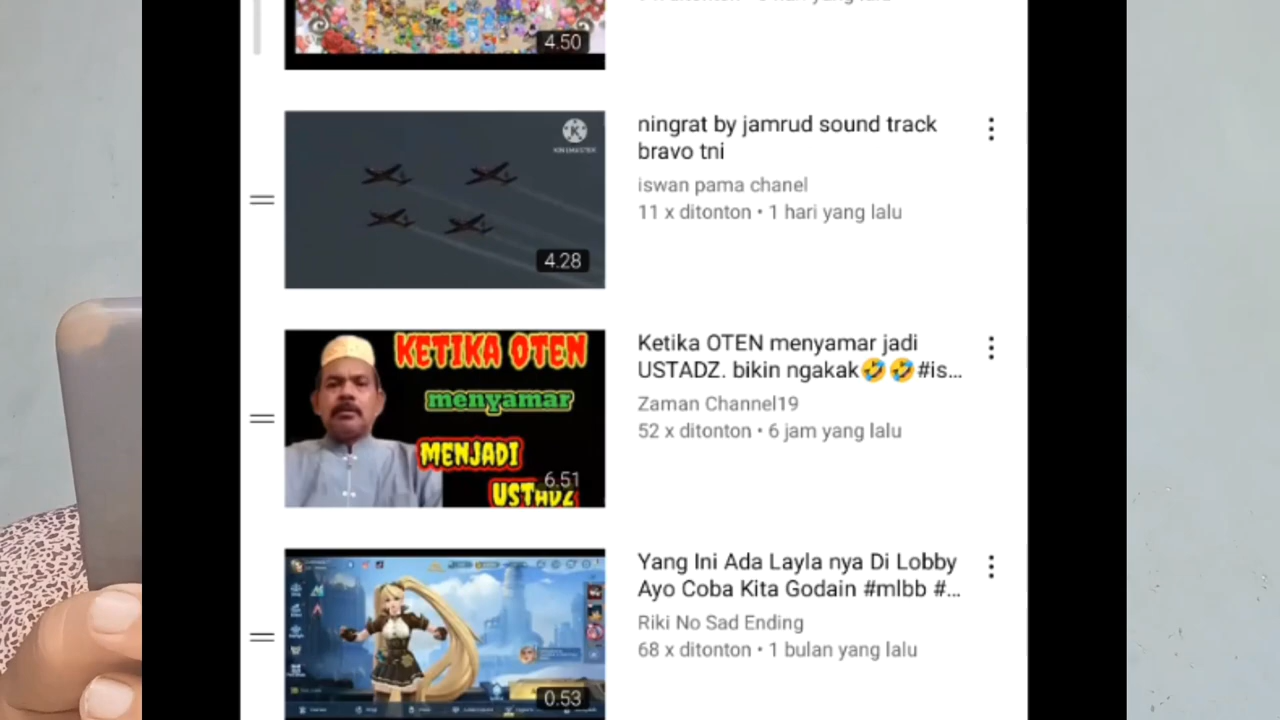 4.50
ningrat by jamrud sound track
bravo tni
iswan pama chanel
11 x ditonton • 1 hari yang lalu
4.28
KETIKA OTEN
menyamar
MENJADI
USTADZ
6.51
Ketika OTEN menyamar jadi
USTADZ. bikin ngakak🤣🤣#is...
Zaman Channel19
52 x ditonton • 6 jam yang lalu
Yang Ini Ada Layla nya Di Lobby
Ayo Coba Kita Godain #mlbb #...
Riki No Sad Ending
68 x ditonton • 1 bulan yang lalu
0.53